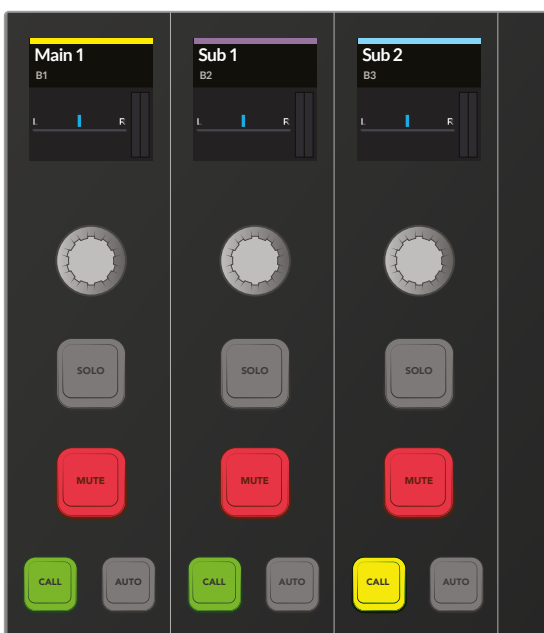 Main 1 Sub 1 Sub 2
B1 B2 B3
L R L R L R
SOLO SOLO SOLO
MUTE MUTE MUTE
CALL AUTO CALL AUTO CALL AUTO